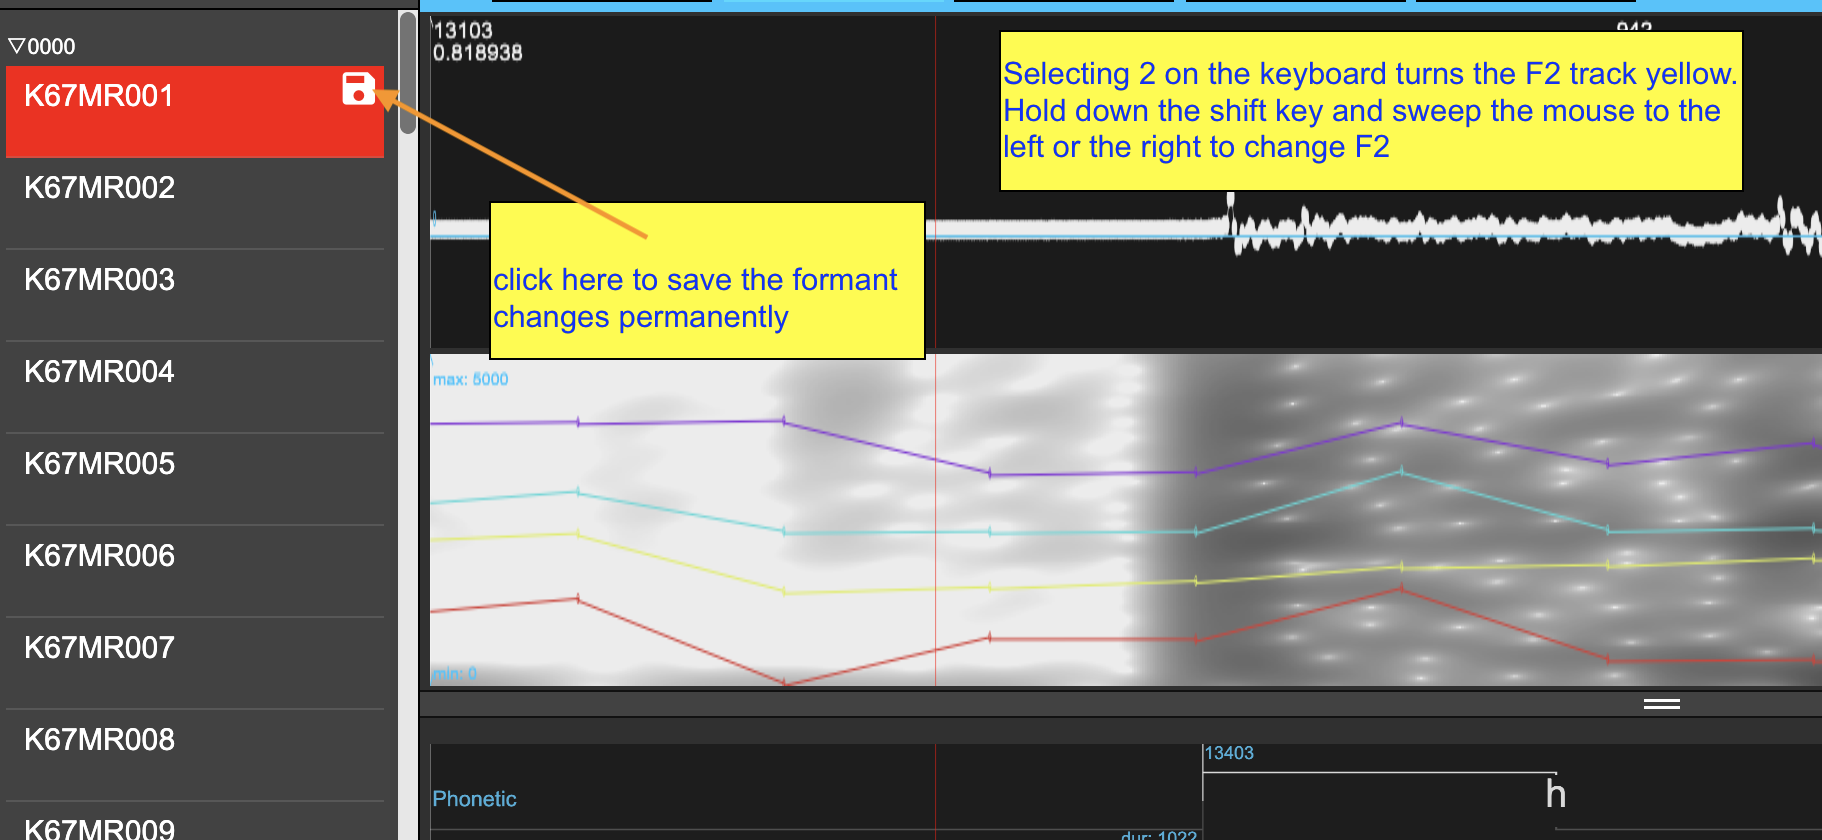 ▽0000
K67MR001
K67MR002
K67MR003
K67MR004
K67MR005
K67MR006
K67MR007
K67MR008
K67MR009
13103
0.818938
943
Selecting 2 on the keyboard turns the F2 track yellow.
Hold down the shift key and sweep the mouse to the
left or the right to change F2
click here to save the formant
changes permanently
max: 5000
min: 0
13403
Phonetic
h
dur: 1022